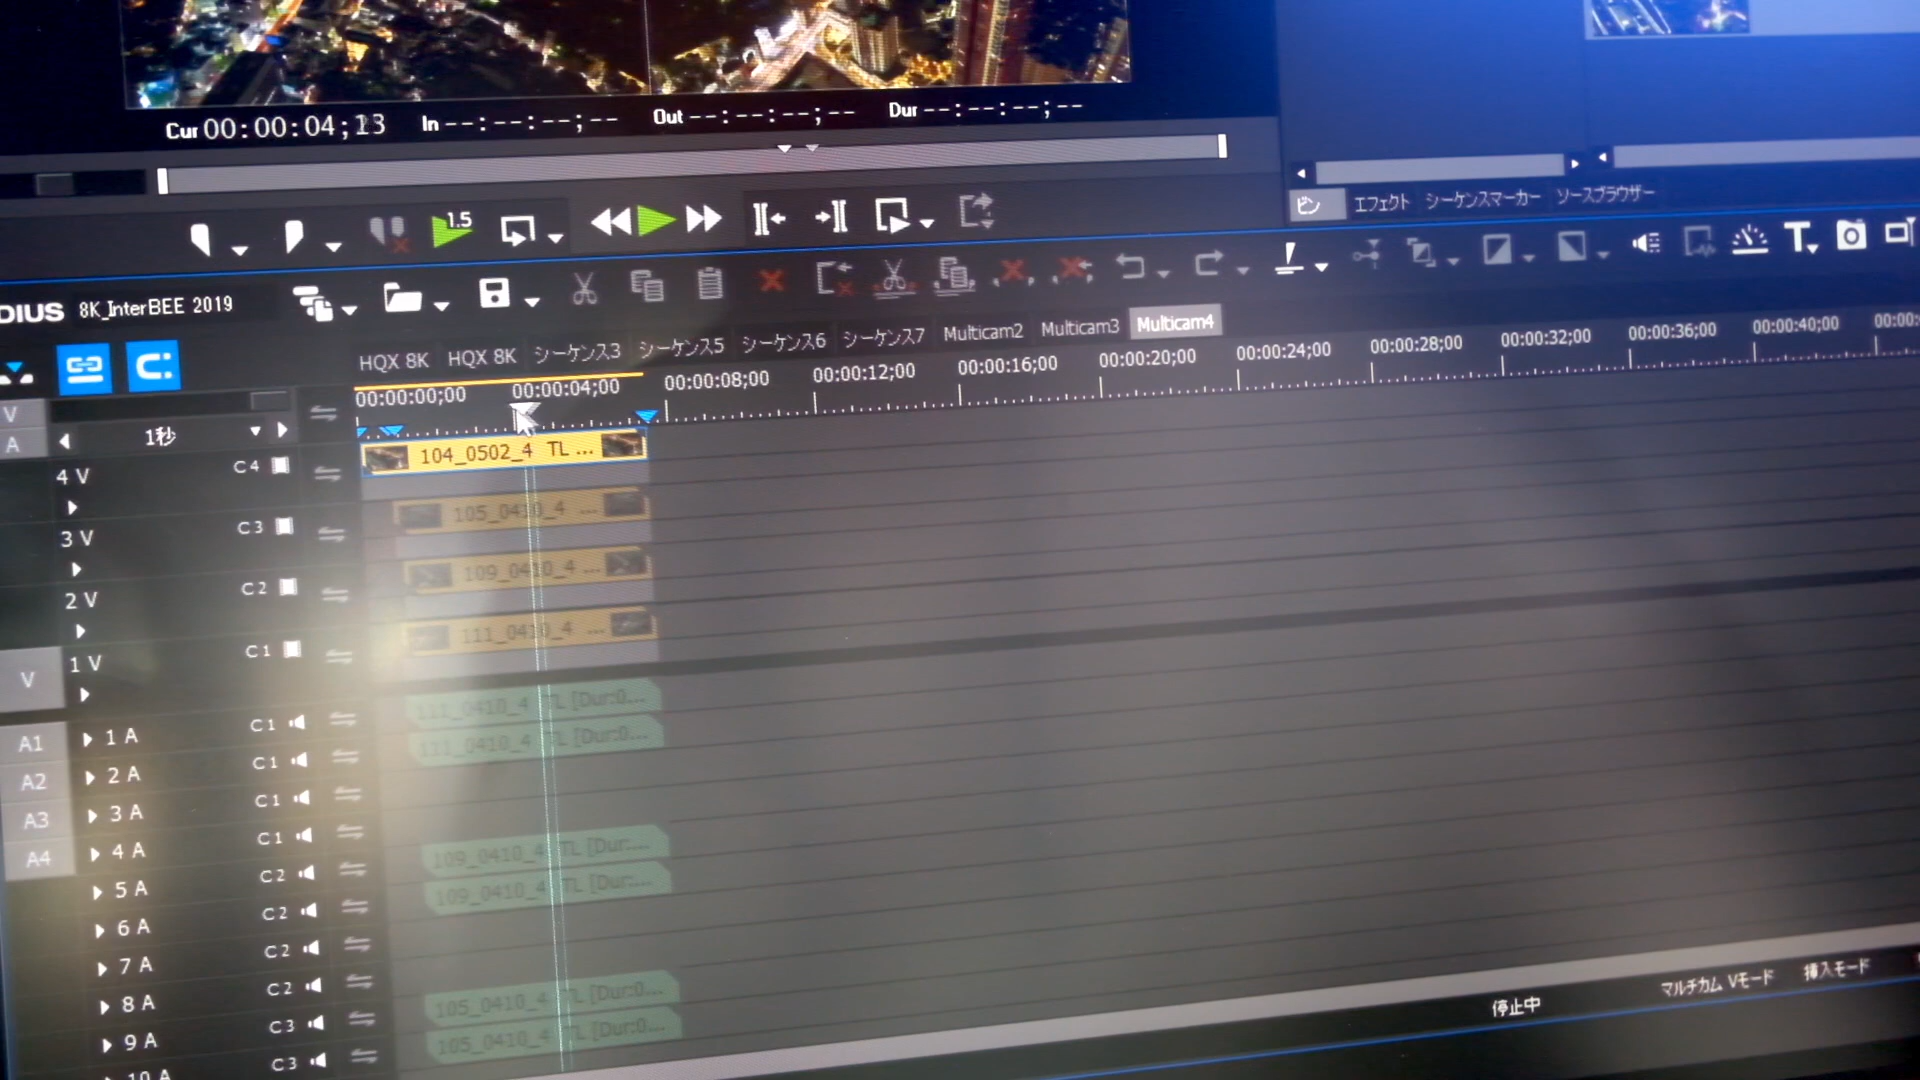 Cur 00:00:04;13 In --:--:--;-- Out --:--:--;-- Dur --:--:--;--
ビン エフェクト シーケンスマーカー ソースブラウザー
1.5
DIUS 8K_InterBEE 2019
HQX 8K HQX 8K シーケンス3 シーケンス5 シーケンス6 シーケンス7 Multicam2 Multicam3 Multicam4
00:00:00;00 00:00:04;00 00:00:08;00 00:00:12;00 00:00:16;00 00:00:20;00 00:00:24;00 00:00:28;00 00:00:32;00 00:00:36;00 00:00:40;00 00:00:
V
A 1秒
4 V C4 104_0502_4 TL ...
3 V C3 105_0410_4 ...
2 V C2 109_0410_4 ...
V 1 V C1 111_0410_4 ...
A1 1 A C1 111_0410_4 TL [Dur:0...
A2 2 A C1 111_0410_4 TL [Dur:0...
A3 3 A C1
A4 4 A C1
5 A C2 109_0410_4 TL [Dur:...
6 A C2 109_0410_4 TL [Dur:...
7 A C2
8 A C2
9 A C3 105_0410_4 TL [Dur:0...
10 A C3 105_0410_4 TL [Dur:0...
停止中 マルチカム Vモード 挿入モード